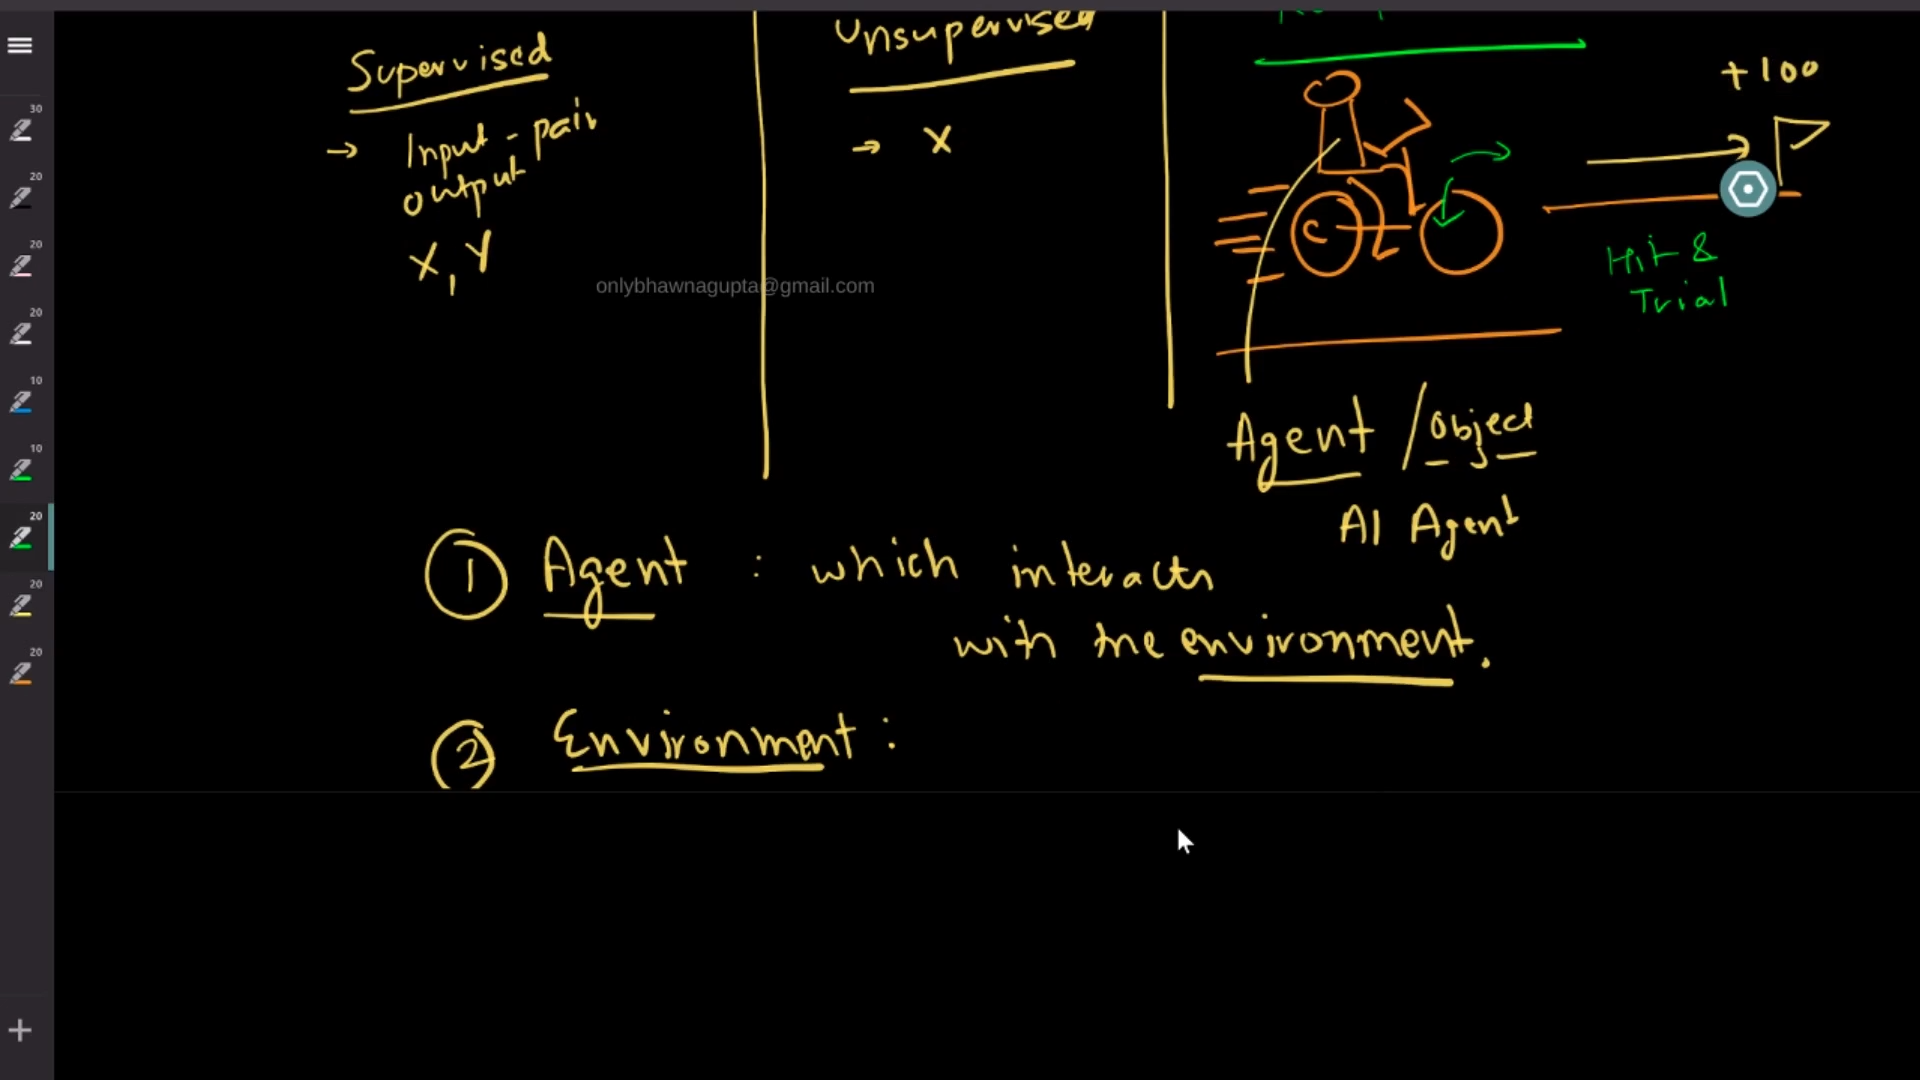 Supervised
→ Input - pair
output
X, Y
Unsupervised
→ X
+100
Hit &
Trial
Agent / Object
AI Agent
① Agent : which interacts
with the environment.
② Environment :
onlybhawnagupta@gmail.com
30
20
20
20
10
10
20
20
20